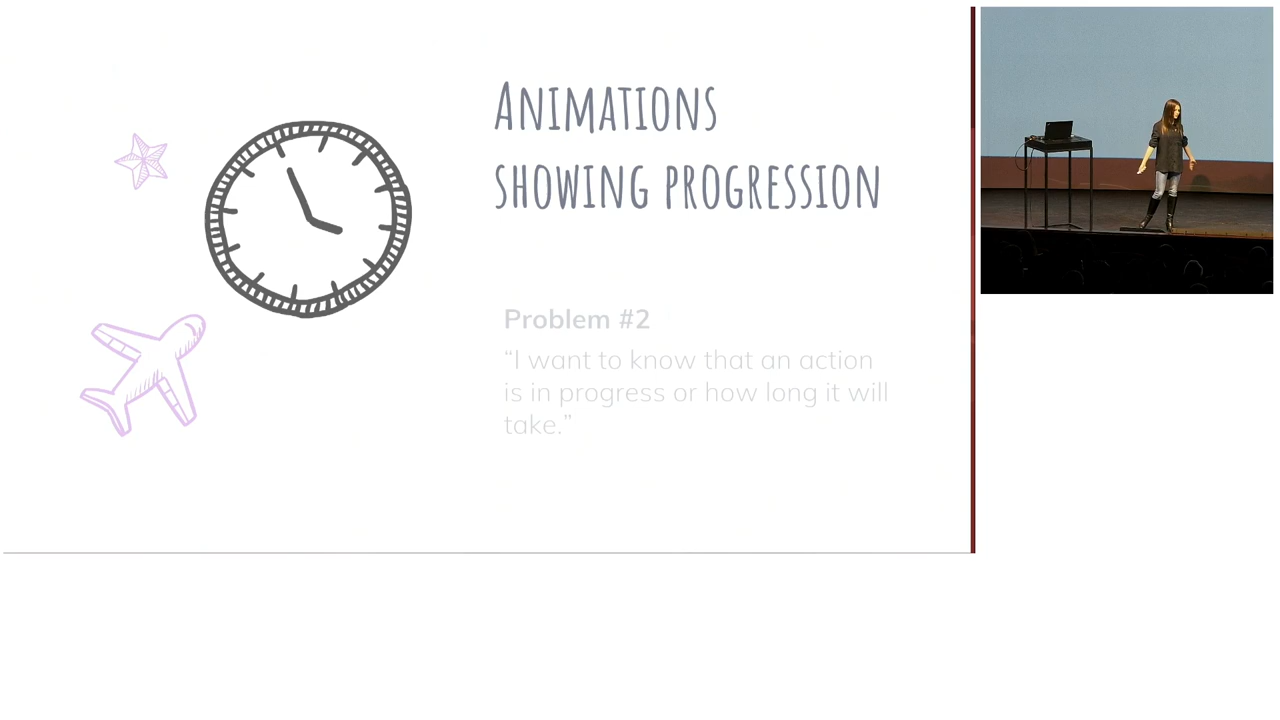 ANIMATIONS
SHOWING PROGRESSION
Problem #2
“I want to know that an action
is in progress or how long it will
take.”